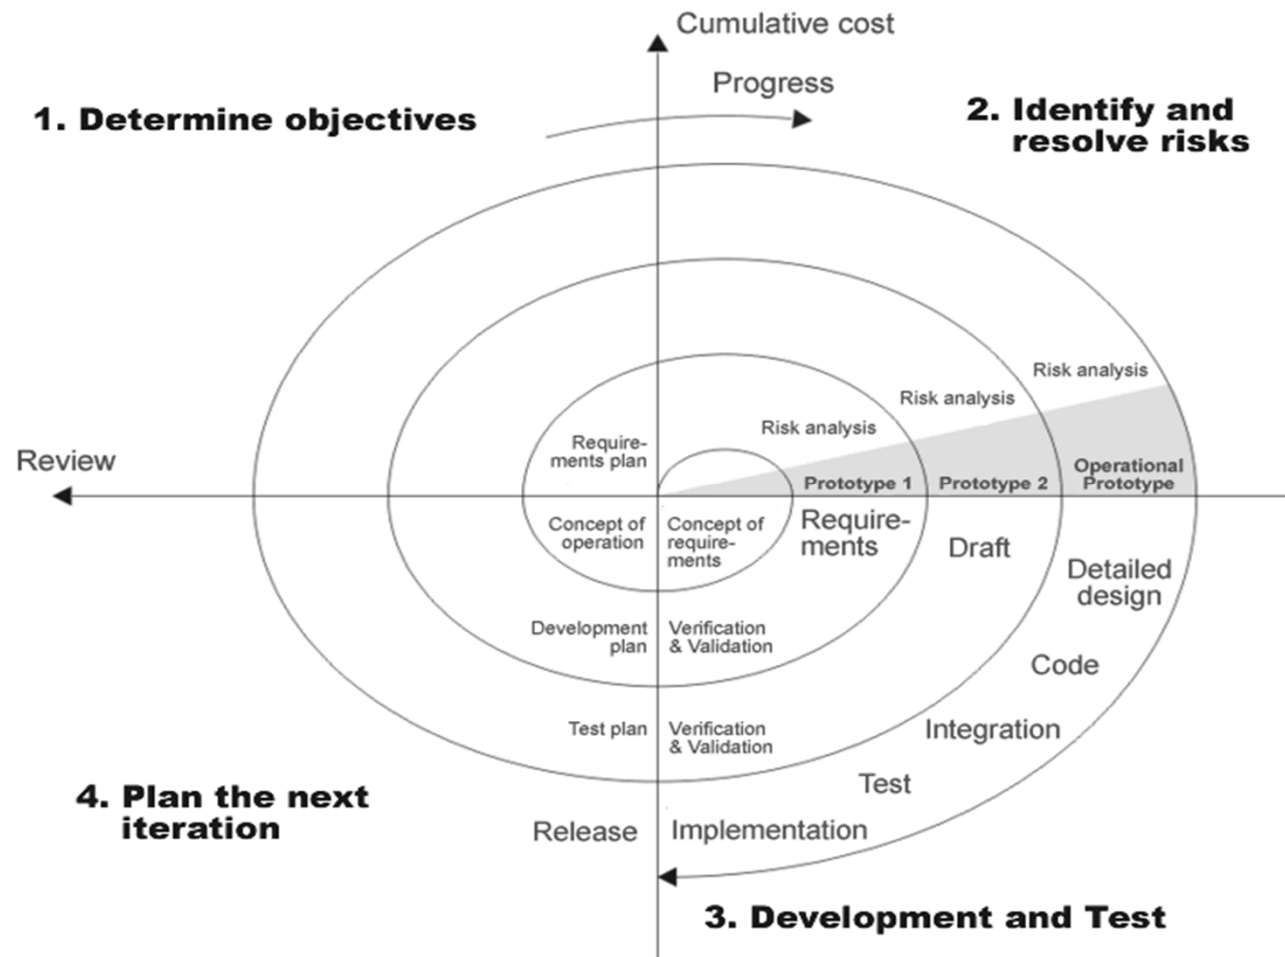 Cumulative cost
Progress
1. Determine objectives
2. Identify and
resolve risks
Risk analysis
Risk analysis
Risk analysis
Require-
ments plan
Review
Operational
Prototype
Prototype 1
Prototype 2
Concept of
operation
Concept of
require-
ments
Require-
ments
Draft
Detailed
design
Development
plan
Verification
& Validation
Code
Test plan
Verification
& Validation
Integration
Test
4. Plan the next
iteration
Release
Implementation
3. Development and Test